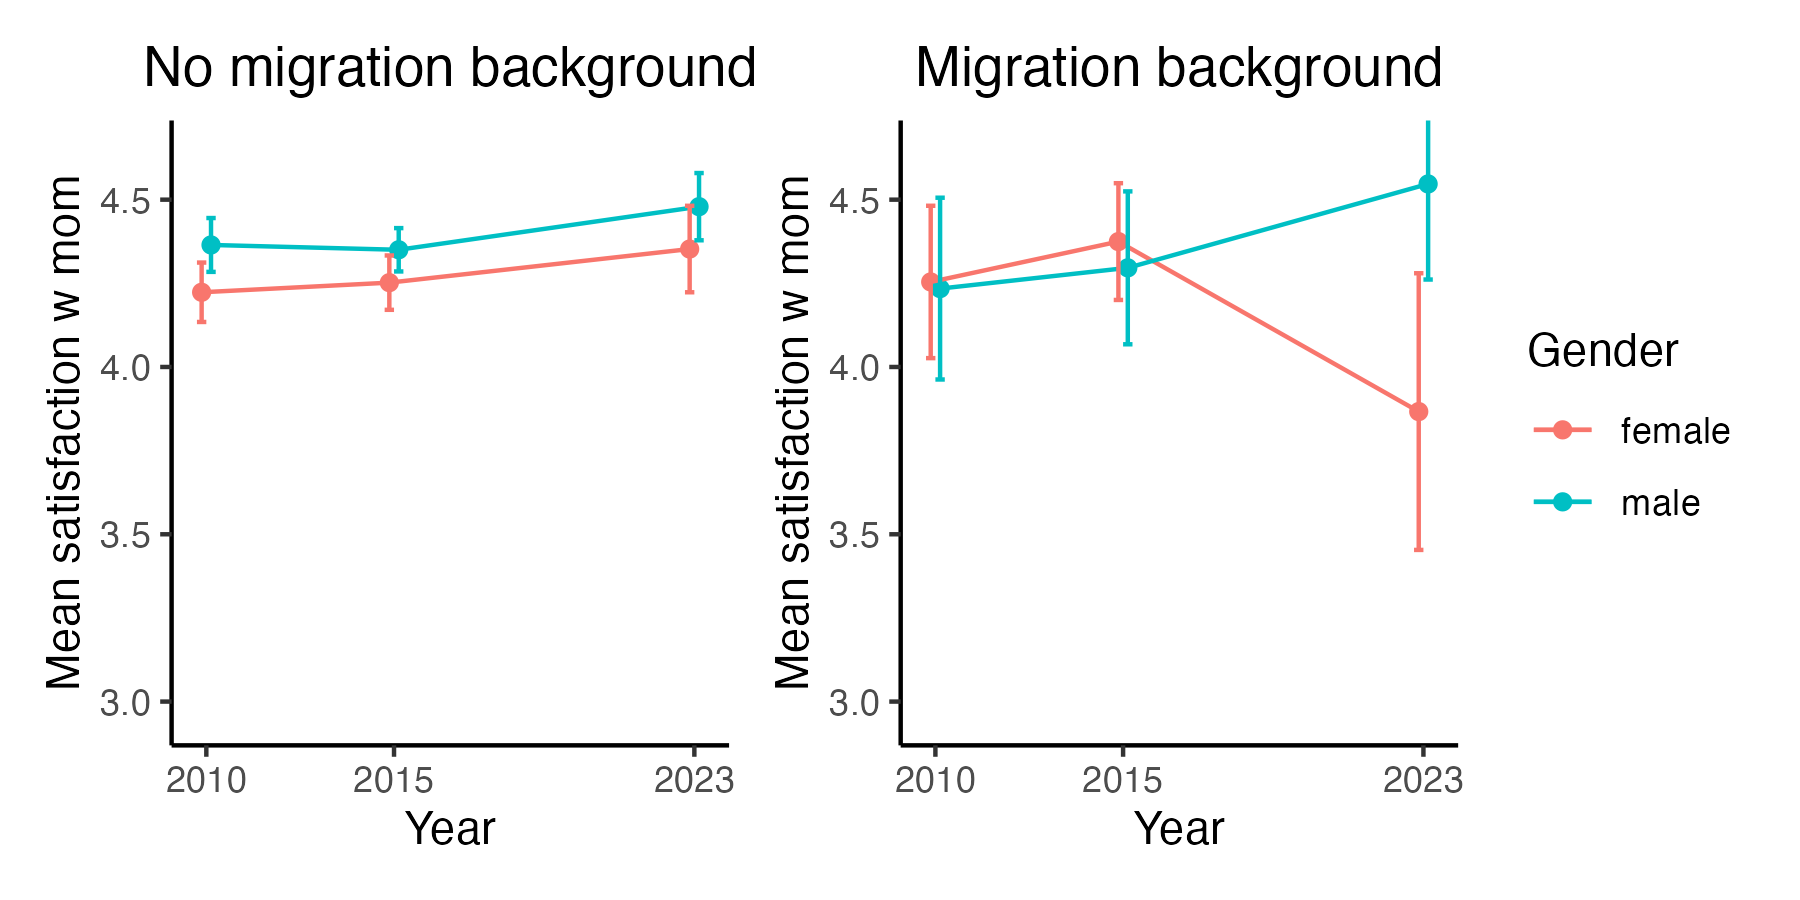 No migration background
Mean satisfaction w mom
4.5
4.0
3.5
3.0
2010 2015 2023
Year
Migration background
Mean satisfaction w mom
4.5
4.0
3.5
3.0
2010 2015 2023
Year
Gender
female
male